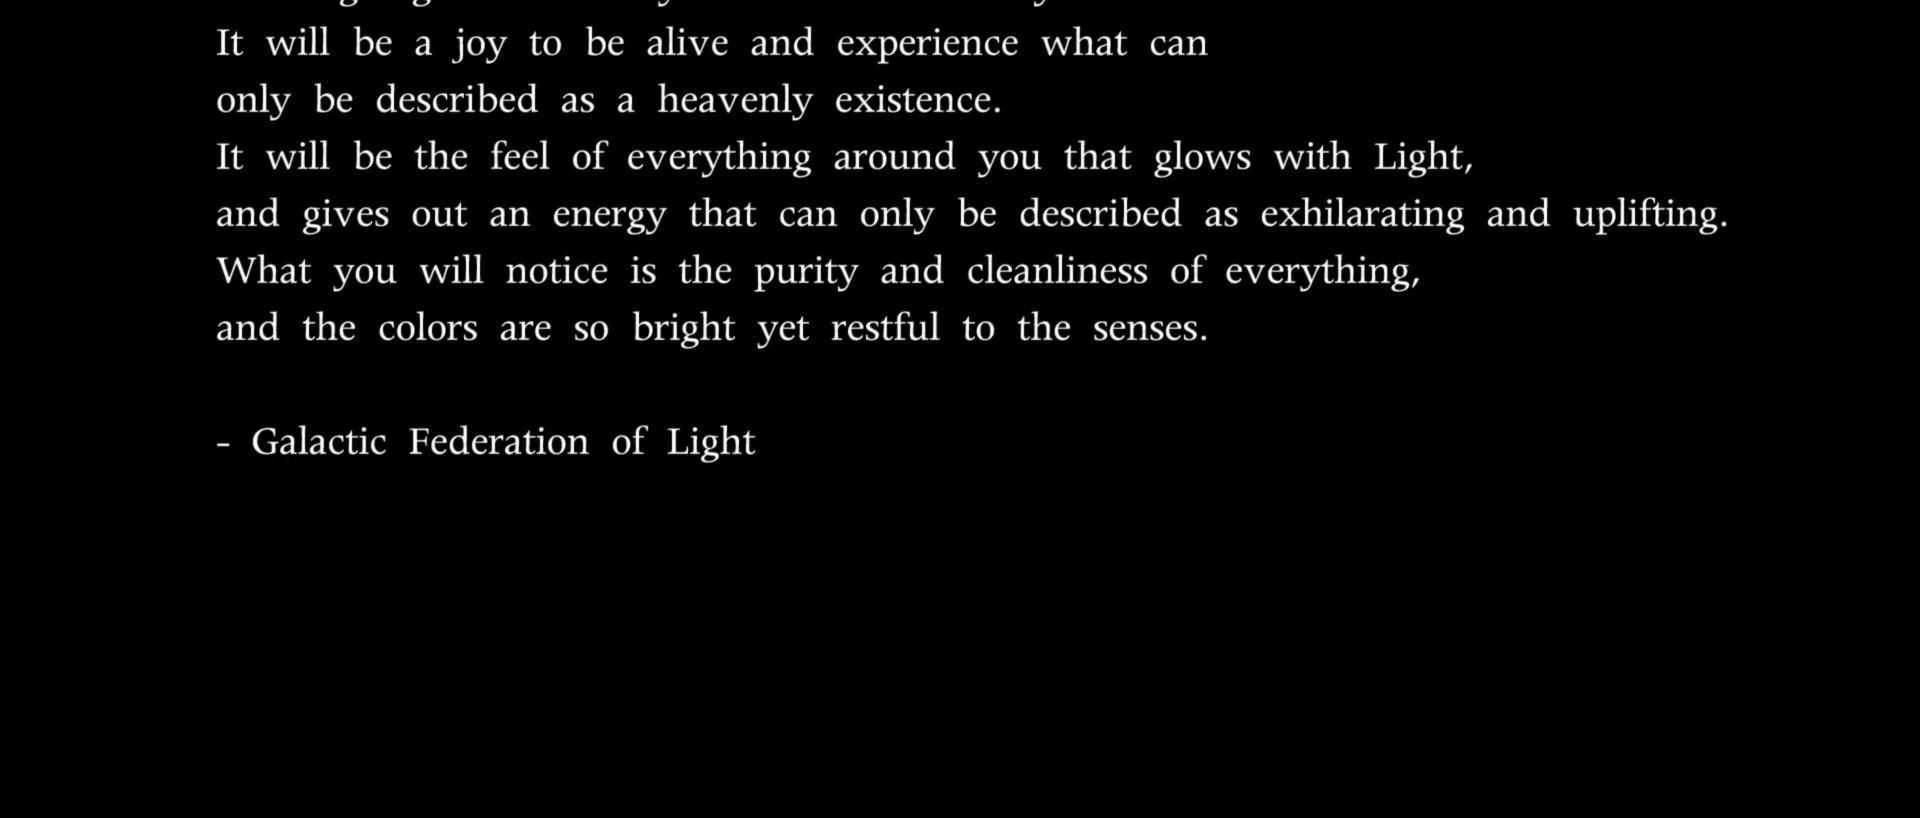 It will be a joy to be alive and experience what can
only be described as a heavenly existence.
It will be the feel of everything around you that glows with Light,
and gives out an energy that can only be described as exhilarating and uplifting.
What you will notice is the purity and cleanliness of everything,
and the colors are so bright yet restful to the senses.
- Galactic Federation of Light